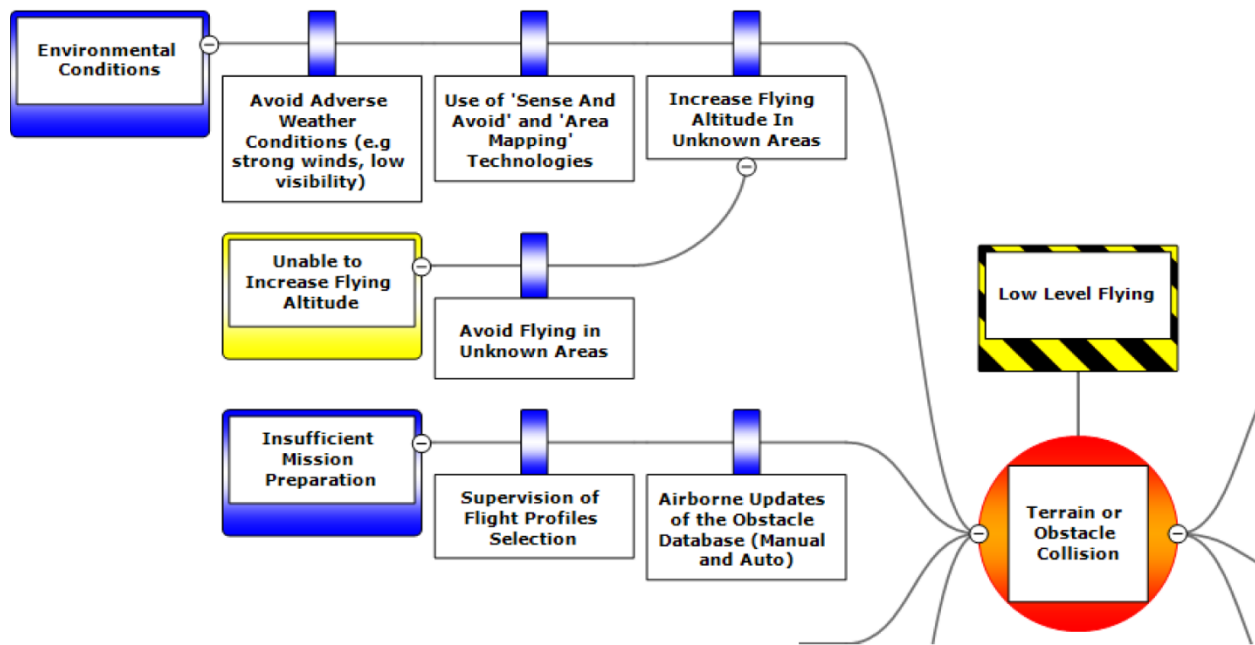 Environmental
Conditions
Avoid Adverse
Weather
Conditions (e.g
strong winds, low
visibility)
Use of 'Sense And
Avoid' and 'Area
Mapping'
Technologies
Increase Flying
Altitude In
Unknown Areas
Unable to
Increase Flying
Altitude
Avoid Flying in
Unknown Areas
Low Level Flying
Insufficient
Mission
Preparation
Supervision of
Flight Profiles
Selection
Airborne Updates
of the Obstacle
Database (Manual
and Auto)
Terrain or
Obstacle
Collision